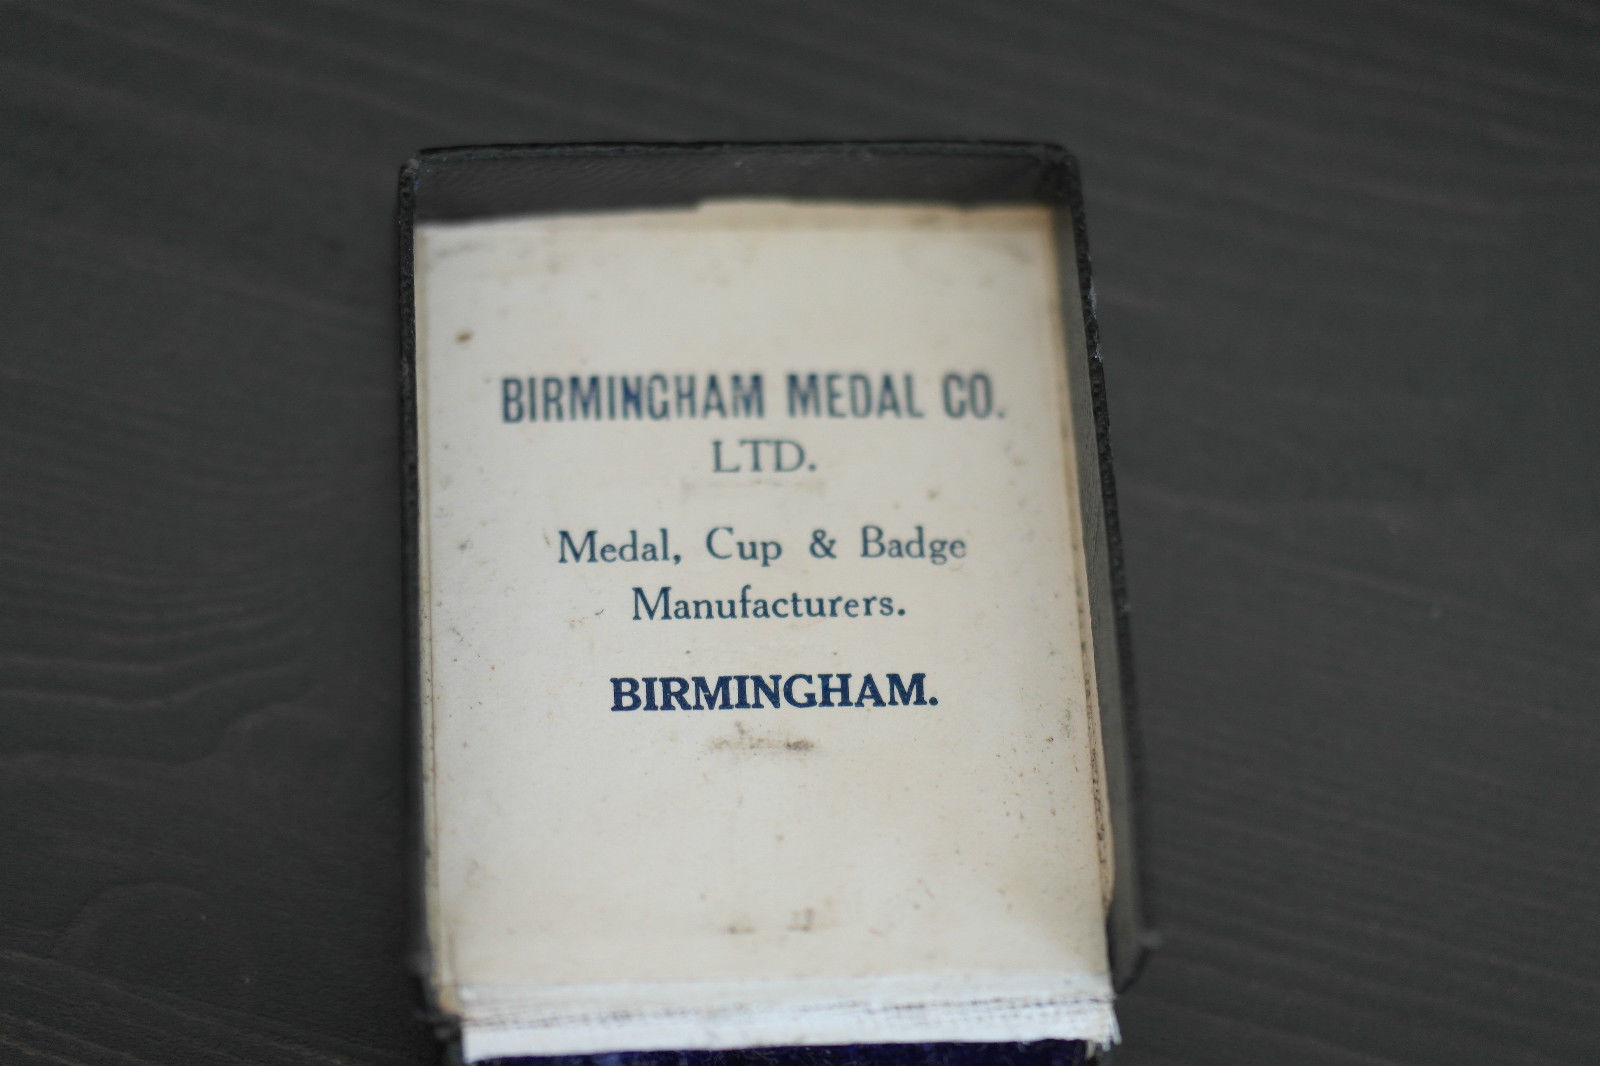 BIRMINGHAM MEDAL CO.
LTD.
Medal, Cup & Badge
Manufacturers.
BIRMINGHAM.